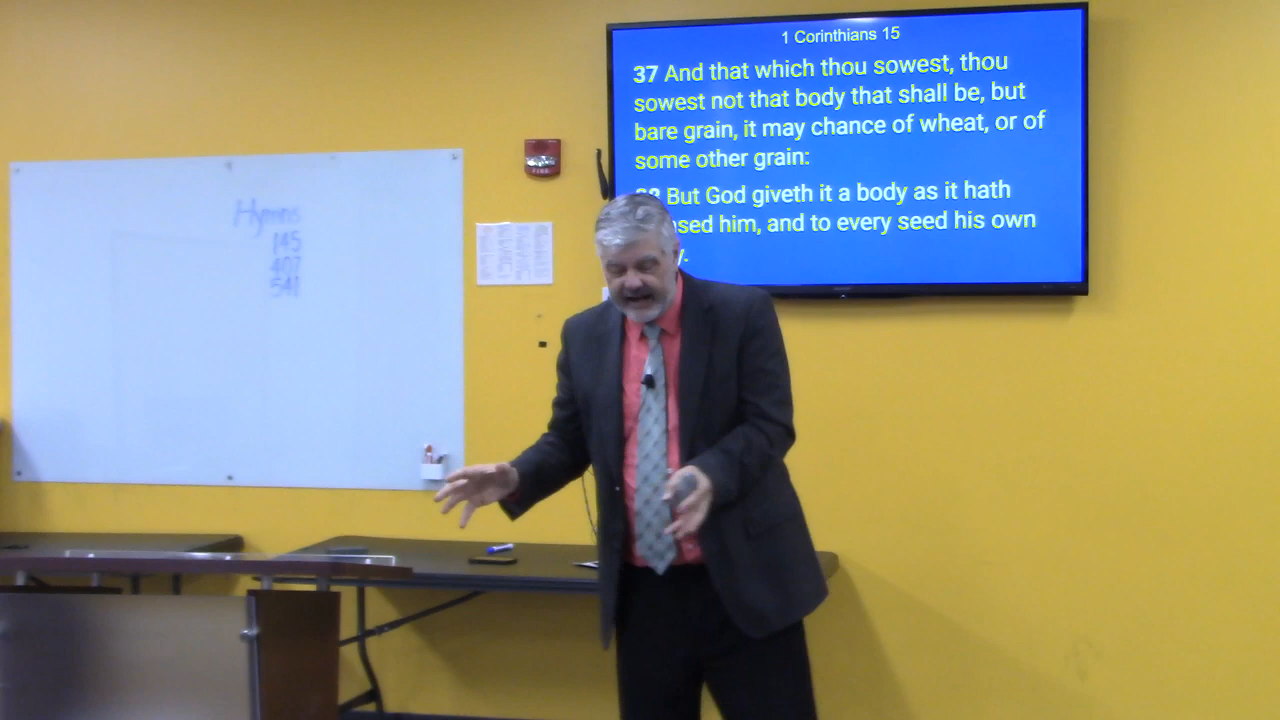 1 Corinthians 15
37 And that which thou sowest, thou
sowest not that body that shall be, but
bare grain, it may chance of wheat, or of
some other grain:
But God giveth it a body as it hath
him, and to every seed his own
Hymns
145
407
541
FIRE